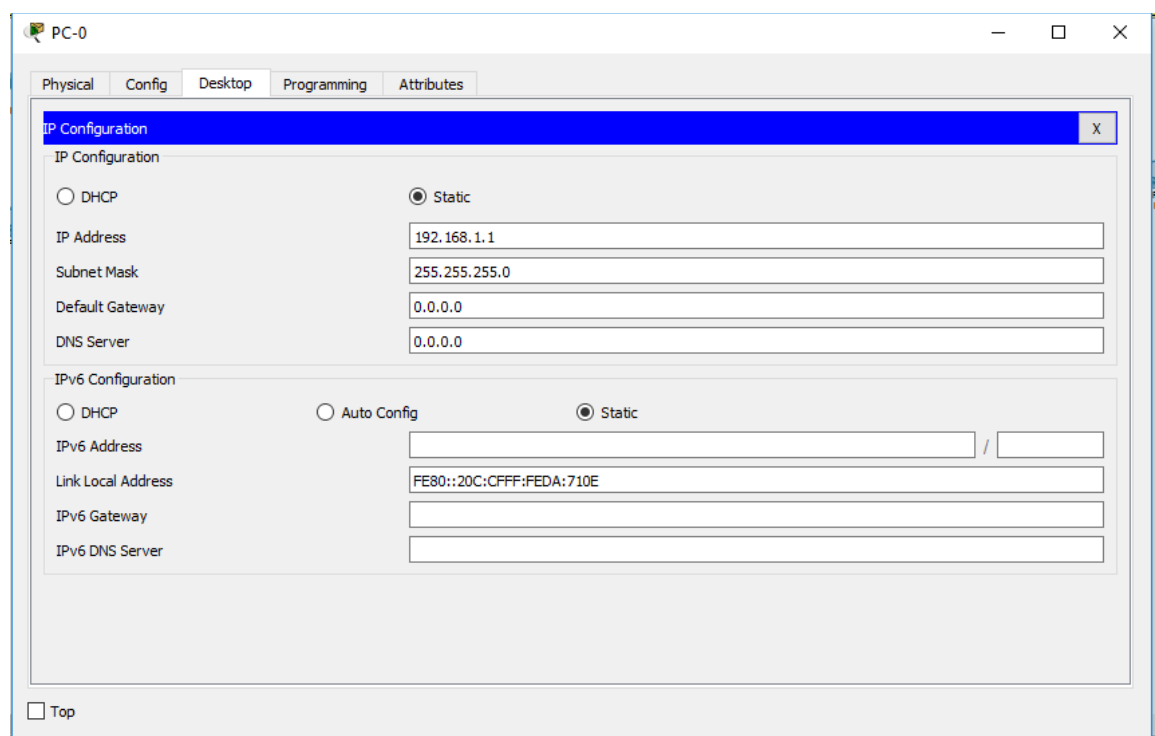 PC-0
Physical Config Desktop Programming Attributes
IP Configuration X
IP Configuration
DHCP Static
IP Address 192.168.1.1
Subnet Mask 255.255.255.0
Default Gateway 0.0.0.0
DNS Server 0.0.0.0
IPv6 Configuration
DHCP Auto Config Static
IPv6 Address /
Link Local Address FE80::20C:CFFF:FEDA:710E
IPv6 Gateway
IPv6 DNS Server
Top